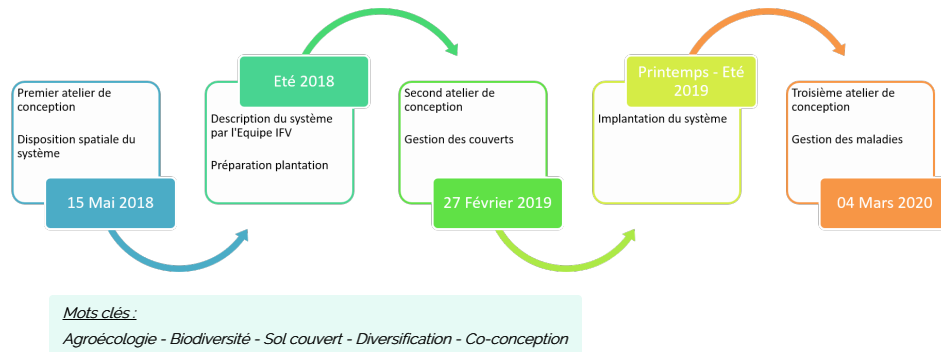 Premier atelier de
conception
Disposition spatiale du
système
15 Mai 2018
Eté 2018
Description du système
par l'Equipe IFV
Préparation plantation
Second atelier de
conception
Gestion des couverts
27 Février 2019
Printemps - Eté
2019
Implantation du système
Troisième atelier de
conception
Gestion des maladies
04 Mars 2020
Mots clés :
Agroécologie - Biodiversité - Sol couvert - Diversification - Co-conception